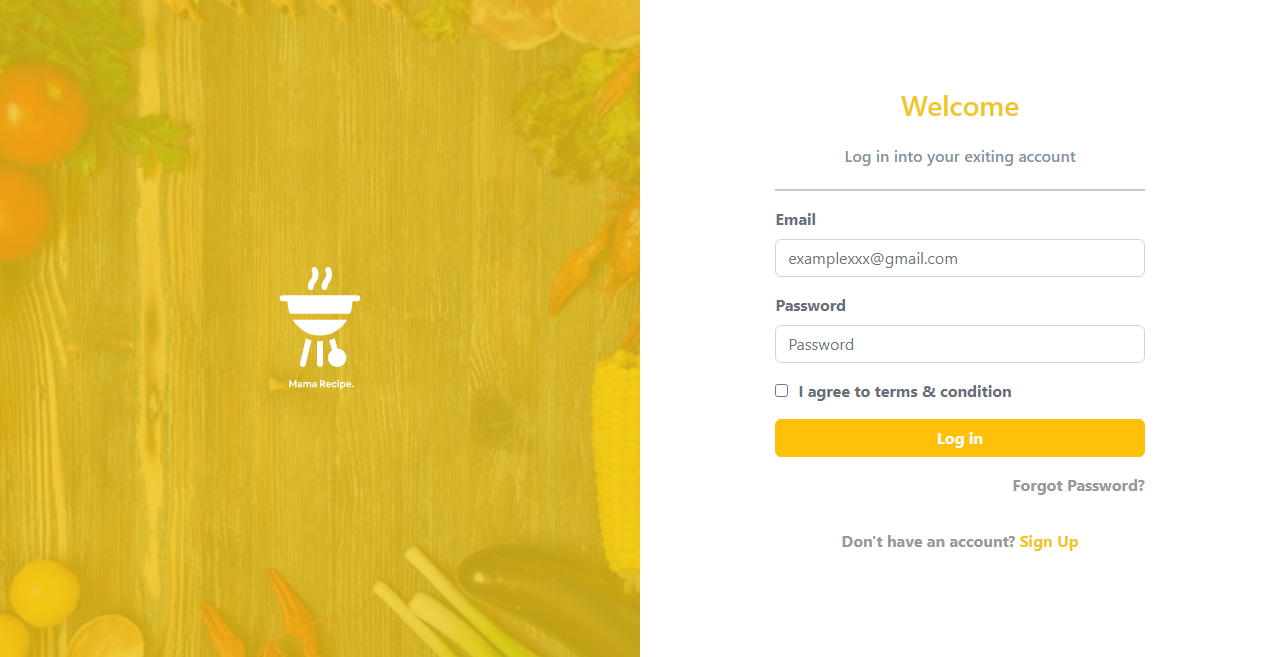 Mama Recipe.
Welcome
Log in into your exiting account
Email
examplexxx@gmail.com
Password
Password
I agree to terms & condition
Log in
Forgot Password?
Don't have an account? Sign Up